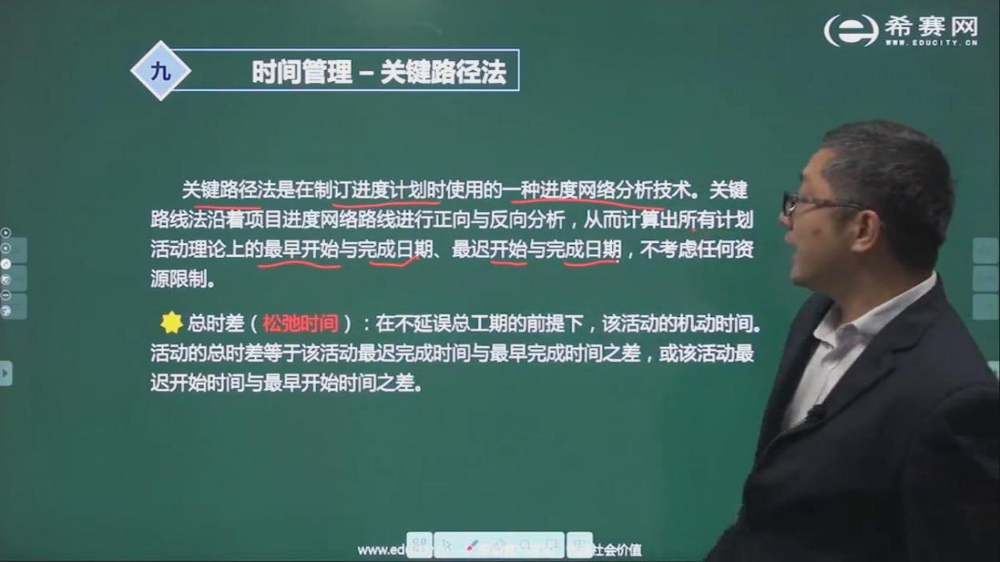 希赛网
WWW.EDUCITY.CN
九
时间管理 – 关键路径法
关键路径法是在制订进度计划时使用的一种进度网络分析技术。关键
路线法沿着项目进度网络路线进行正向与反向分析，从而计算出所有计划
活动理论上的最早开始与完成日期、最迟开始与完成日期，不考虑任何资
源限制。
总时差（松弛时间）：在不延误总工期的前提下，该活动的机动时间。
活动的总时差等于该活动最迟完成时间与最早完成时间之差，或该活动最
迟开始时间与最早开始时间之差。
社会价值